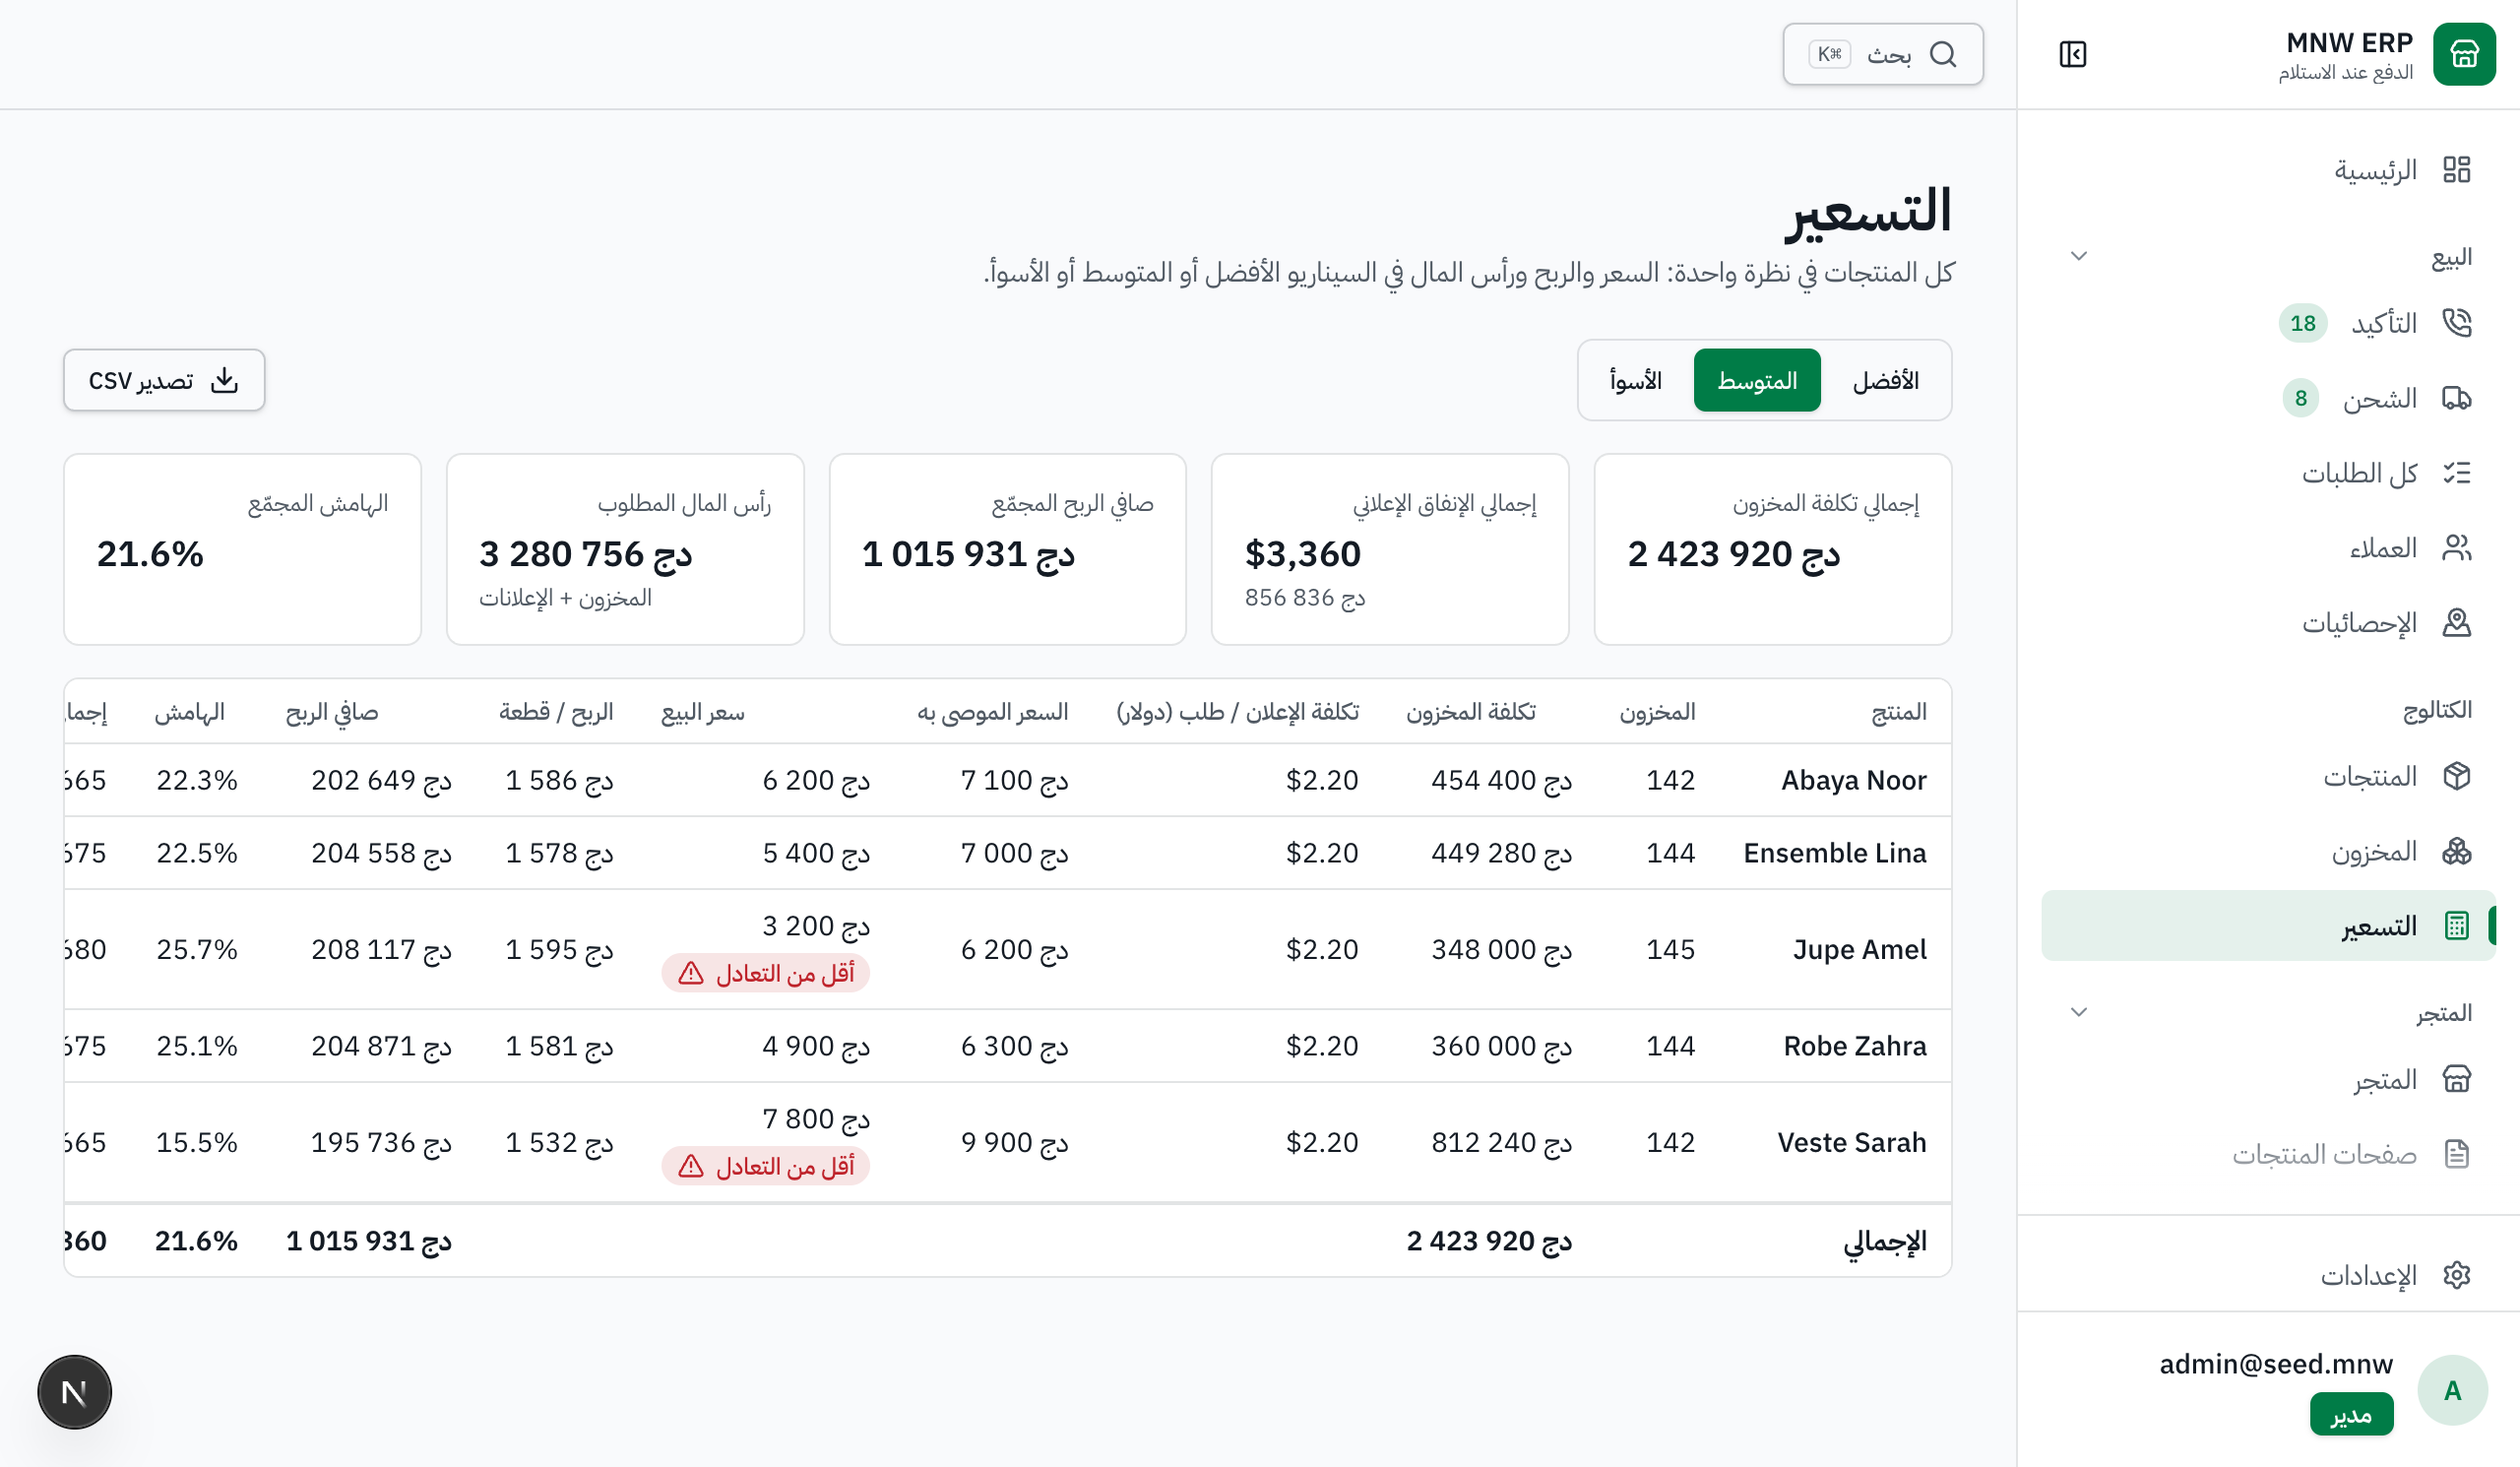 MNW ERP
الدفع عند الاستلام
بحث ⌘K
الرئيسية
البيع
التأكيد 18
الشحن 8
كل الطلبات
العملاء
الإحصائيات
الكتالوج
المنتجات
المخزون
التسعير
المتجر
المتجر
صفحات المنتجات
الإعدادات
admin@seed.mnw
A
مدير
التسعير
كل المنتجات في نظرة واحدة: السعر والربح ورأس المال في السيناريو الأفضل أو المتوسط أو الأسوأ.
الأفضل المتوسط الأسوأ
تصدير CSV
إجمالي تكلفة المخزون
2 423 920 دج
إجمالي الإنفاق الإعلاني
$3,360
856 836 دج
صافي الربح المجمّع
1 015 931 دج
رأس المال المطلوب
3 280 756 دج
المخزون + الإعلانات
الهامش المجمّع
21.6%
المنتج المخزون تكلفة المخزون تكلفة الإعلان / طلب (دولار) السعر الموصى به سعر البيع الربح / قطعة صافي الربح الهامش
Abaya Noor 142 454 400 دج $2.20 7 100 دج 6 200 دج 1 586 دج 202 649 دج 22.3% 665
Ensemble Lina 144 449 280 دج $2.20 7 000 دج 5 400 دج 1 578 دج 204 558 دج 22.5% 675
Jupe Amel 145 348 000 دج $2.20 6 200 دج 3 200 دج 1 595 دج 208 117 دج 25.7% 680
أقل من التعادل
Robe Zahra 144 360 000 دج $2.20 6 300 دج 4 900 دج 1 581 دج 204 871 دج 25.1% 675
Veste Sarah 142 812 240 دج $2.20 9 900 دج 7 800 دج 1 532 دج 195 736 دج 15.5% 665
أقل من التعادل
الإجمالي 2 423 920 دج 1 015 931 دج 21.6% 360
N